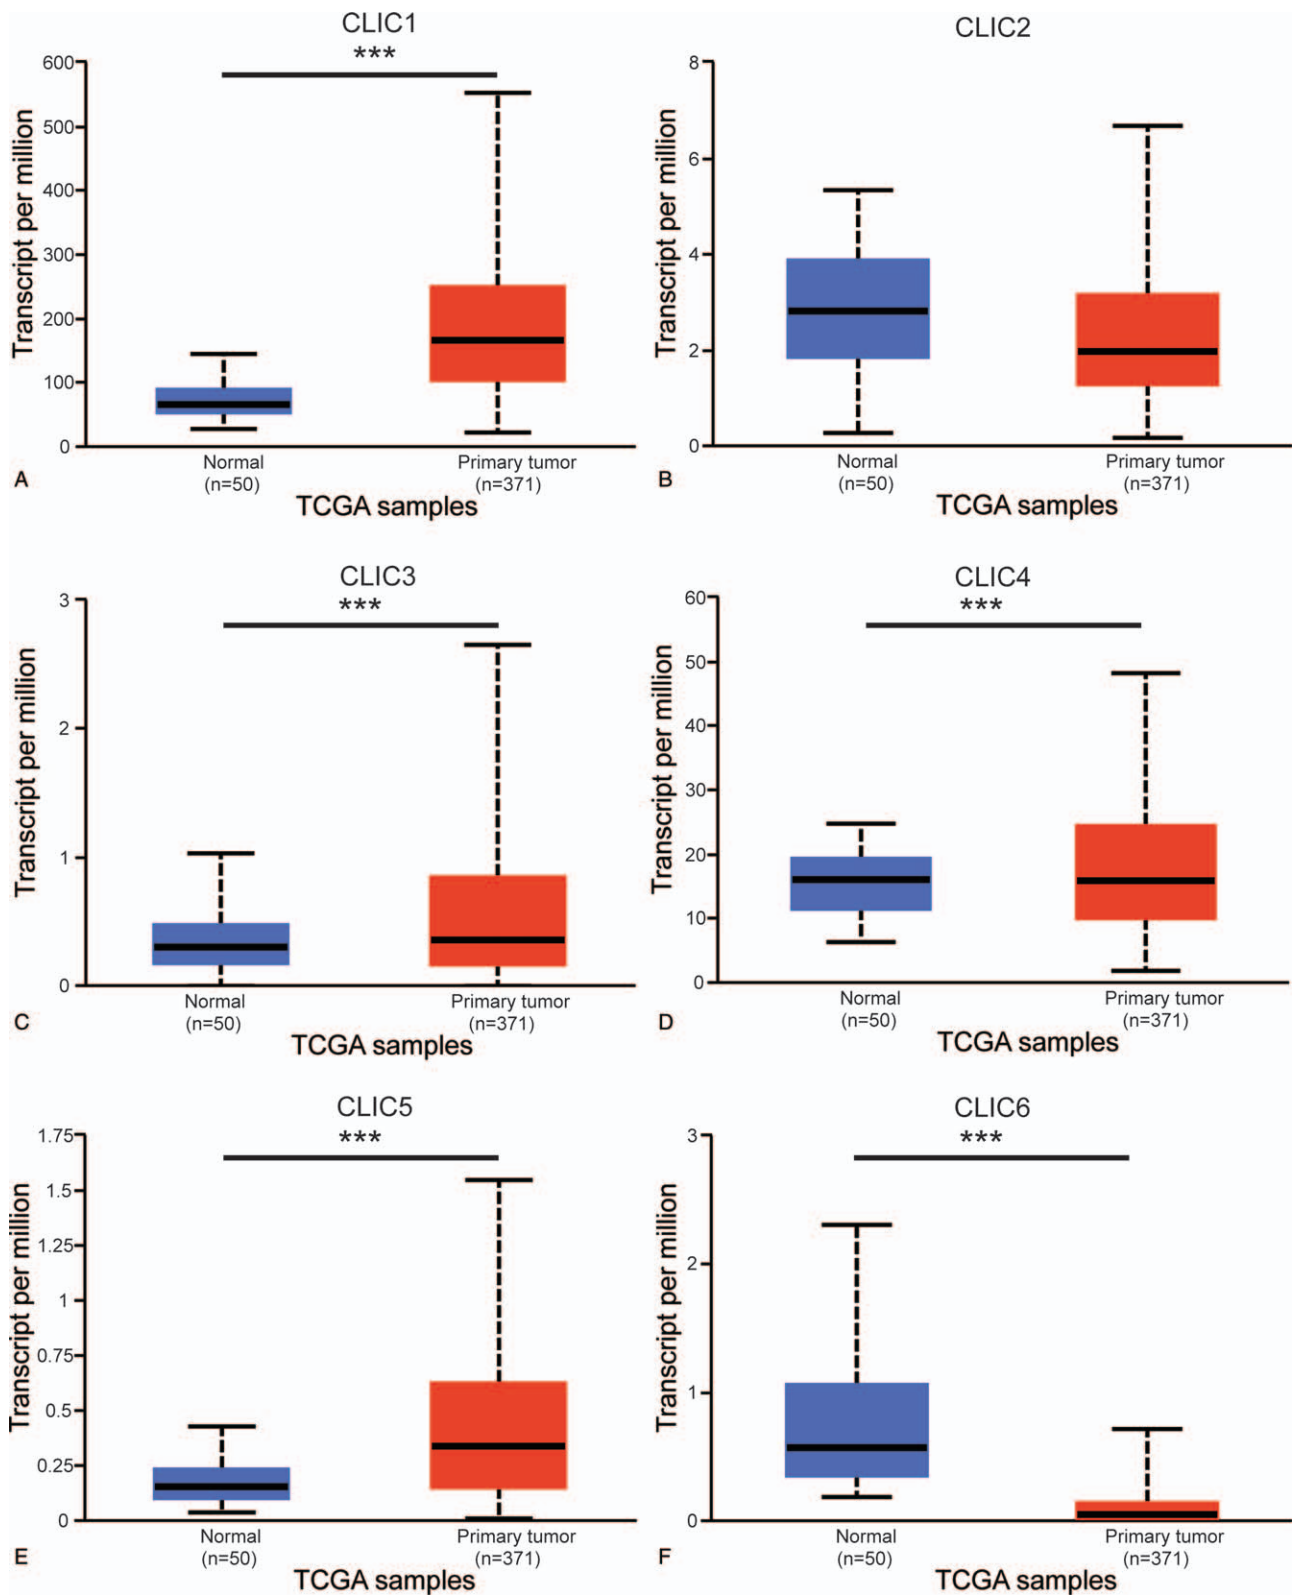 CLIC1
***
Transcript per million
600
500
400
300
200
100
0
Normal
(n=50)
Primary tumor
(n=371)
A
TCGA samples
CLIC2
Transcript per million
8
6
4
2
0
Normal
(n=50)
Primary tumor
(n=371)
B
TCGA samples
CLIC3
***
Transcript per million
3
2
1
0
Normal
(n=50)
Primary tumor
(n=371)
C
TCGA samples
CLIC4
***
Transcript per million
60
50
40
30
20
10
0
Normal
(n=50)
Primary tumor
(n=371)
D
TCGA samples
CLIC5
***
Transcript per million
1.75
1.5
1.25
1
0.75
0.5
0.25
0
Normal
(n=50)
Primary tumor
(n=371)
E
TCGA samples
CLIC6
***
Transcript per million
3
2
1
0
Normal
(n=50)
Primary tumor
(n=371)
F
TCGA samples